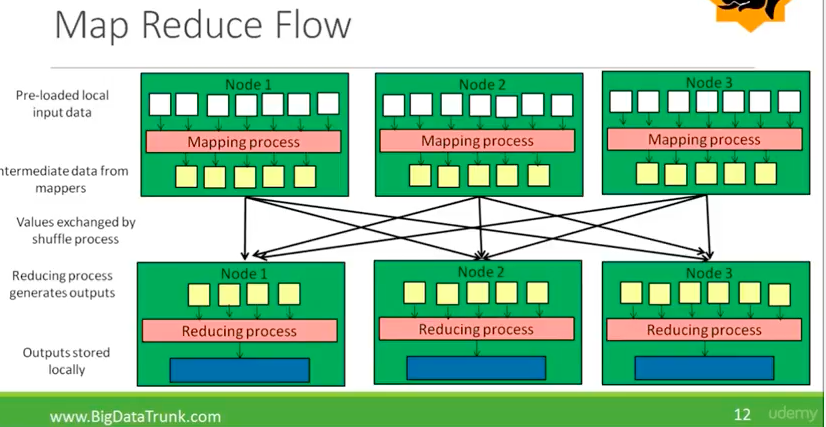 Map Reduce Flow
Pre-loaded local
input data
Node 1
Node 2
Node 3
Mapping process
Mapping process
Mapping process
ntermediate data from
mappers
Values exchanged by
shuffle process
Reducing process
generates outputs
Node 1
Node 2
Node 3
Reducing process
Reducing process
Reducing process
Outputs stored
locally
www.BigDataTrunk.com
12
udemy